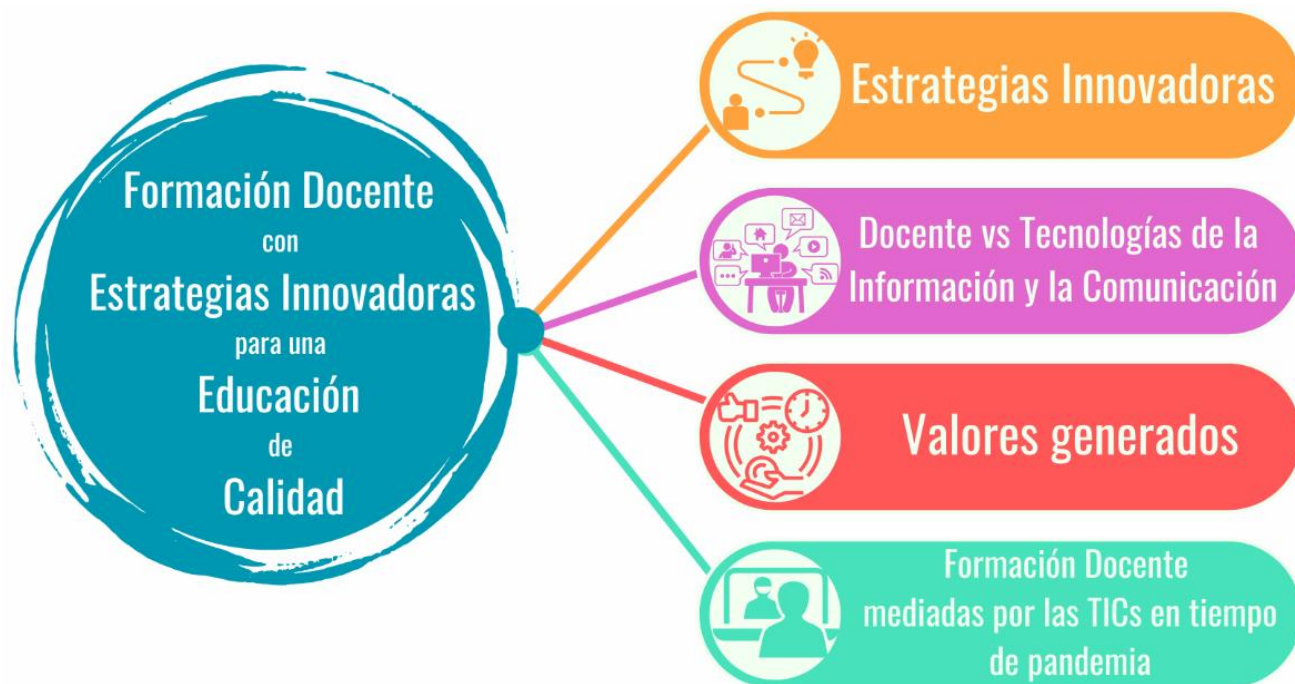 Formación Docente
con
Estrategias Innovadoras
para una
Educación
de
Calidad
Estrategias Innovadoras
Docente vs Tecnologías de la
Información y la Comunicación
Valores generados
Formación Docente
mediadas por las TICs en tiempo
de pandemia